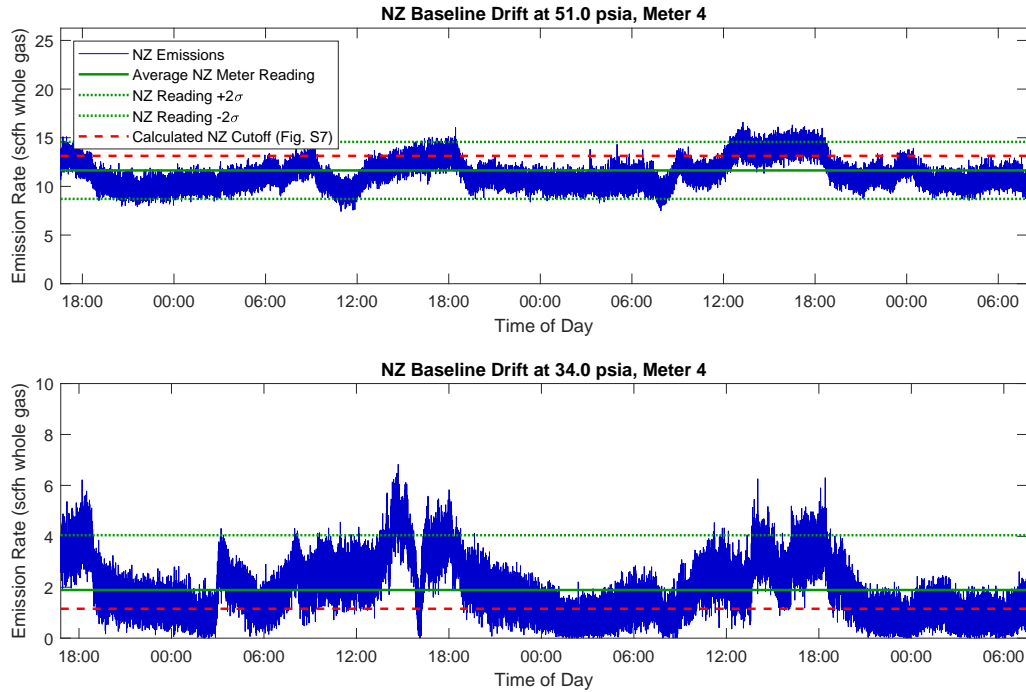 NZ Baseline Drift at 51.0 psia, Meter 4
Emission Rate (scfh whole gas)
25
20
15
10
5
0
NZ Emissions
Average NZ Meter Reading
NZ Reading +2σ
NZ Reading -2σ
Calculated NZ Cutoff (Fig. S7)
18:00 00:00 06:00 12:00 18:00 00:00 06:00 12:00 18:00 00:00 06:00
Time of Day
NZ Baseline Drift at 34.0 psia, Meter 4
Emission Rate (scfh whole gas)
10
8
6
4
2
0
18:00 00:00 06:00 12:00 18:00 00:00 06:00 12:00 18:00 00:00 06:00
Time of Day